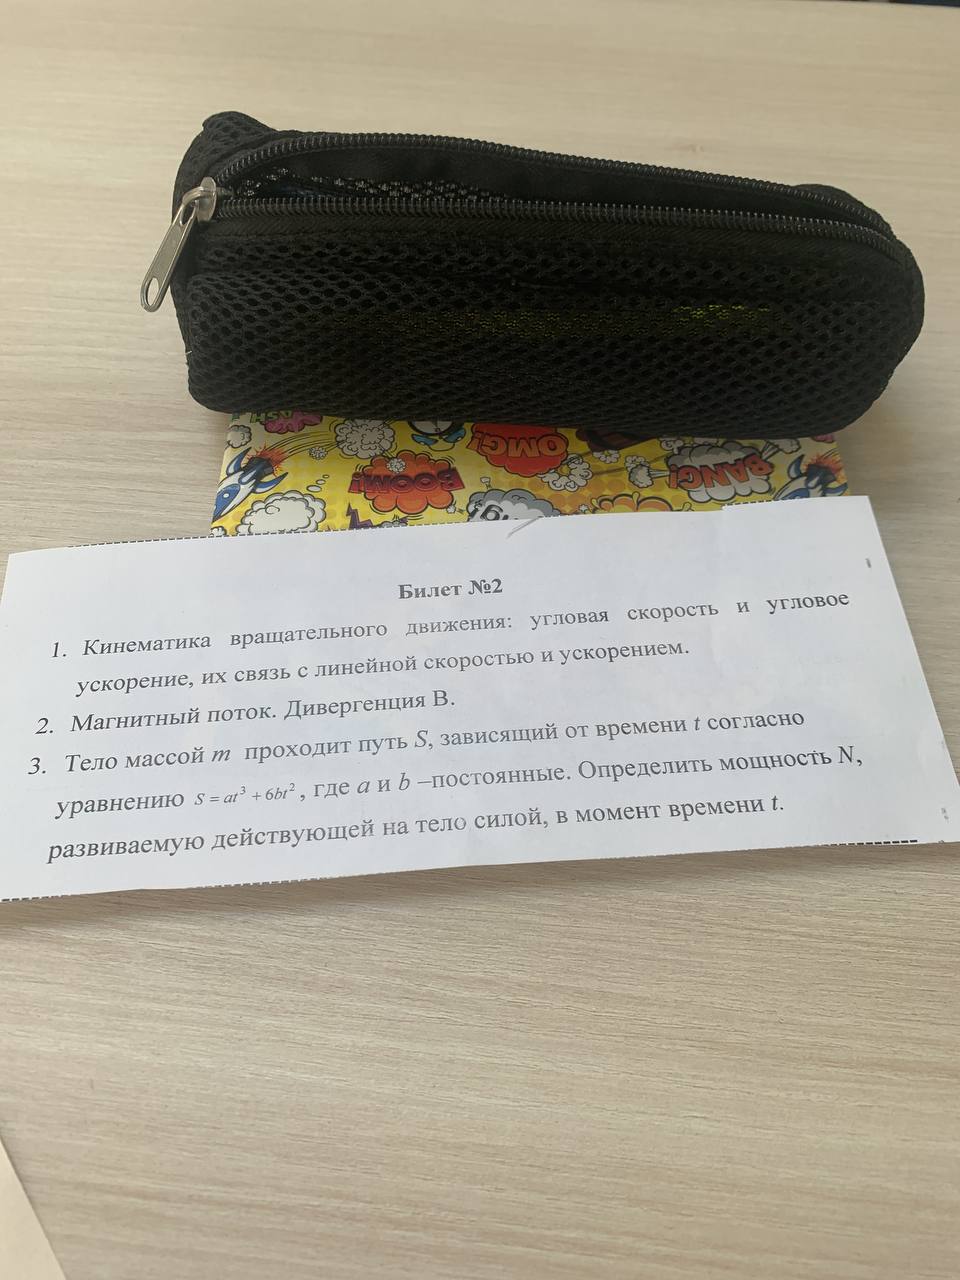 ASH
OMG!
BANG!
BOOM!
Билет №2
1. Кинематика вращательного движения: угловая скорость и угловое
ускорение, их связь с линейной скоростью и ускорением.
2. Магнитный поток. Дивергенция В.
3. Тело массой m проходит путь S, зависящий от времени t согласно
уравнению S = at³ + 6bt², где a и b –постоянные. Определить мощность N,
развиваемую действующей на тело силой, в момент времени t.